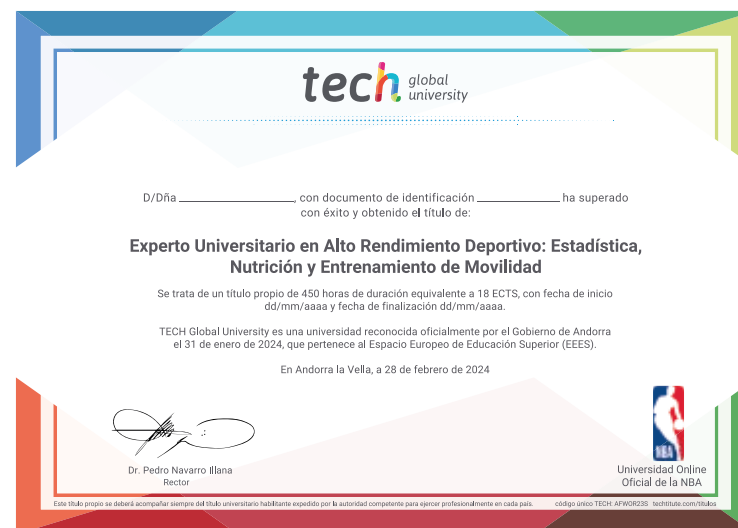 tech global university
D/Dña ______________, con documento de identificación ______________ ha superado
con éxito y obtenido el título de:
Experto Universitario en Alto Rendimiento Deportivo: Estadística,
Nutrición y Entrenamiento de Movilidad
Se trata de un título propio de 450 horas de duración equivalente a 18 ECTS, con fecha de inicio
dd/mm/aaaa y fecha de finalización dd/mm/aaaa.
TECH Global University es una universidad reconocida oficialmente por el Gobierno de Andorra
el 31 de enero de 2024, que pertenece al Espacio Europeo de Educación Superior (EEES).
En Andorra la Vella, a 28 de febrero de 2024
NBA
Dr. Pedro Navarro Illana
Rector
Universidad Online
Oficial de la NBA
Este título propio se deberá acompañar siempre del título universitario habilitante expedido por la autoridad competente para ejercer profesionalmente en cada país.
código único TECH: AFWOR23S techtitute.com/titulos